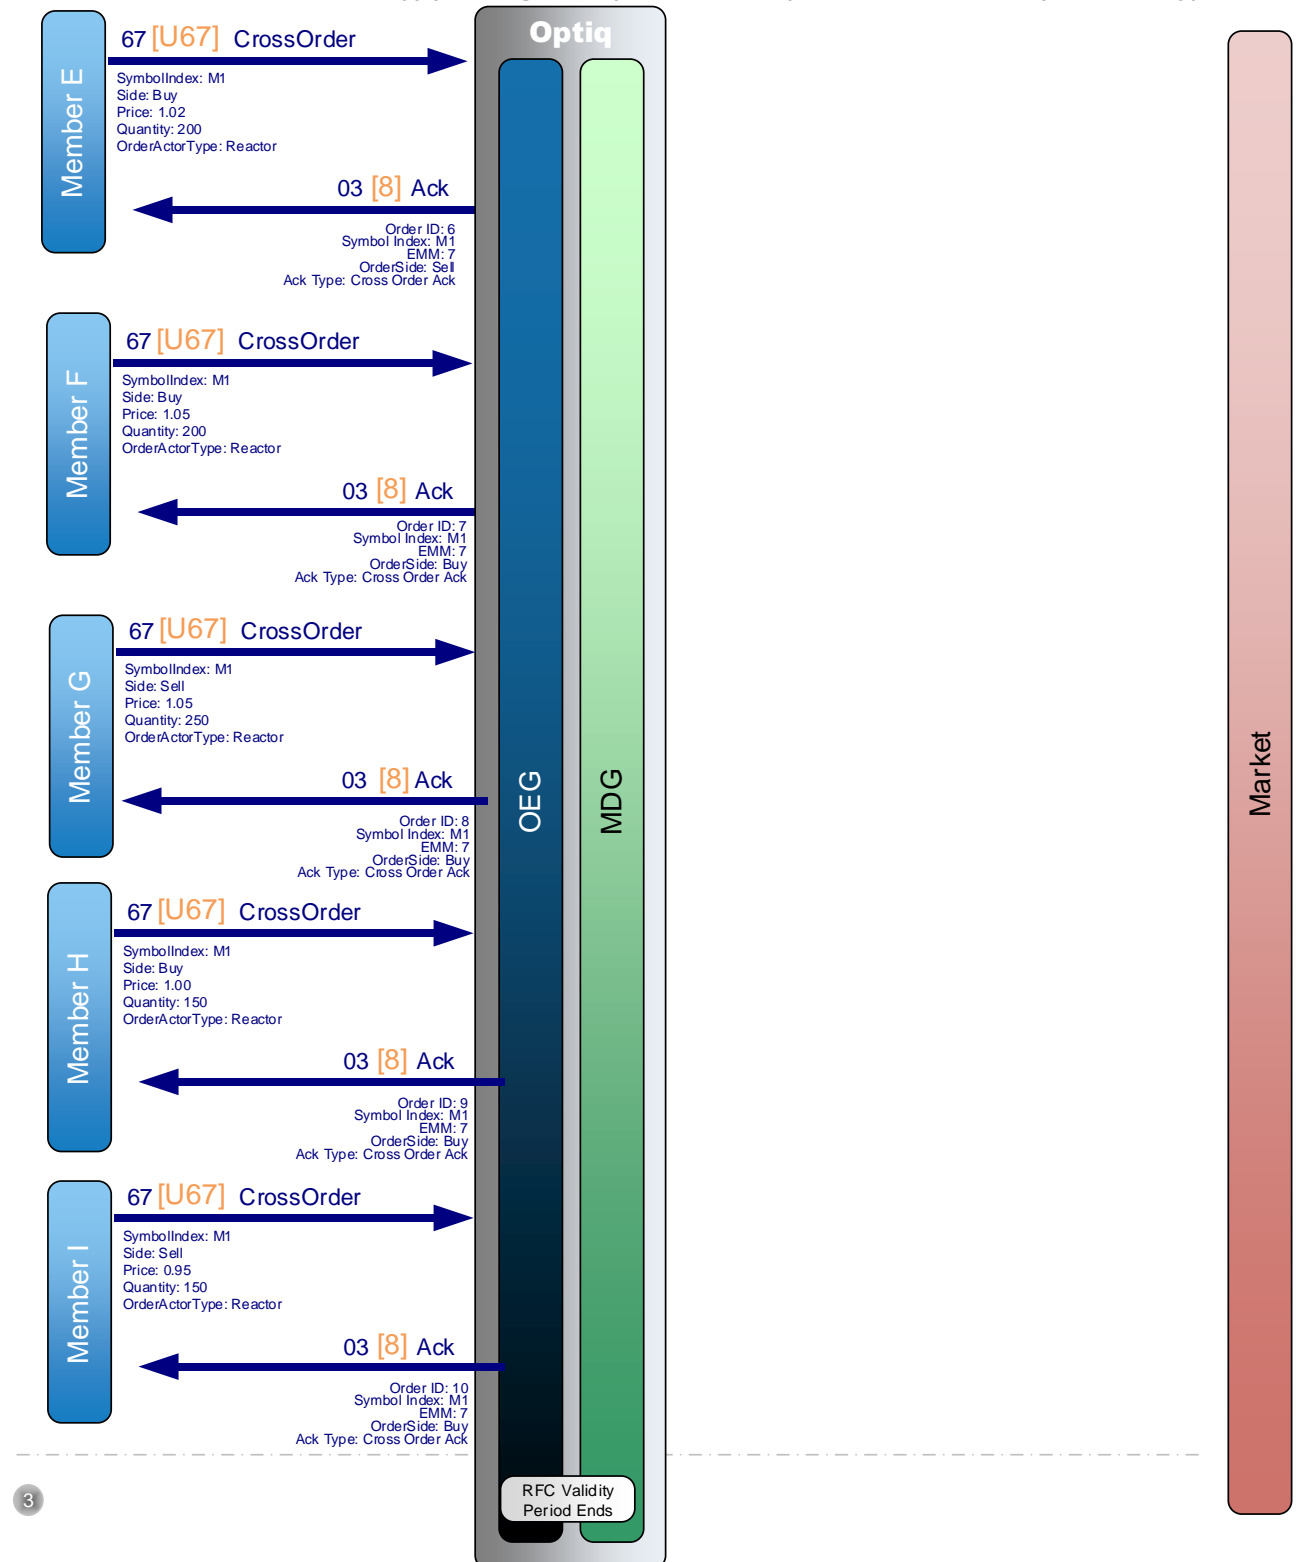 Optiq
Member E
67 [U67] CrossOrder
SymbolIndex: M1
Side: Buy
Price: 1.02
Quantity: 200
OrderActorType: Reactor
03 [8] Ack
Order ID: 6
Symbol Index: M1
EMM: 7
OrderSide: Sell
Ack Type: Cross Order Ack
Member F
67 [U67] CrossOrder
SymbolIndex: M1
Side: Buy
Price: 1.05
Quantity: 200
OrderActorType: Reactor
03 [8] Ack
Order ID: 7
Symbol Index: M1
EMM: 7
OrderSide: Buy
Ack Type: Cross Order Ack
Member G
67 [U67] CrossOrder
SymbolIndex: M1
Side: Sell
Price: 1.05
Quantity: 250
OrderActorType: Reactor
03 [8] Ack
Order ID: 8
Symbol Index: M1
EMM: 7
OrderSide: Buy
Ack Type: Cross Order Ack
OEG
MDG
Market
Member H
67 [U67] CrossOrder
SymbolIndex: M1
Side: Buy
Price: 1.00
Quantity: 150
OrderActorType: Reactor
03 [8] Ack
Order ID: 9
Symbol Index: M1
EMM: 7
OrderSide: Buy
Ack Type: Cross Order Ack
Member I
67 [U67] CrossOrder
SymbolIndex: M1
Side: Sell
Price: 0.95
Quantity: 150
OrderActorType: Reactor
03 [8] Ack
Order ID: 10
Symbol Index: M1
EMM: 7
OrderSide: Buy
Ack Type: Cross Order Ack
3
RFC Validity
Period Ends